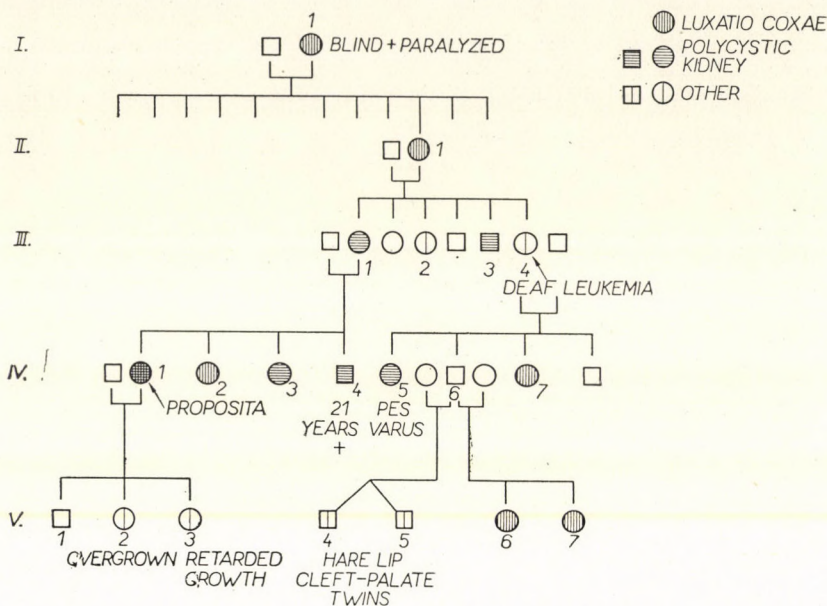 1
I. BLIND + PARALYZED
LUXATIO COXAE
POLYCYSTIC
KIDNEY
OTHER
II. 1
III. 1 2 3 4
DEAF LEUKEMIA
IV. 1 2 3 4 5 6 7
PROPOSITA
21
YEARS
+
PES
VARUS
V. 1 2 3 4 5 6 7
OVERGROWN RETARDED
GROWTH
HARE LIP
CLEFT-PALATE
TWINS